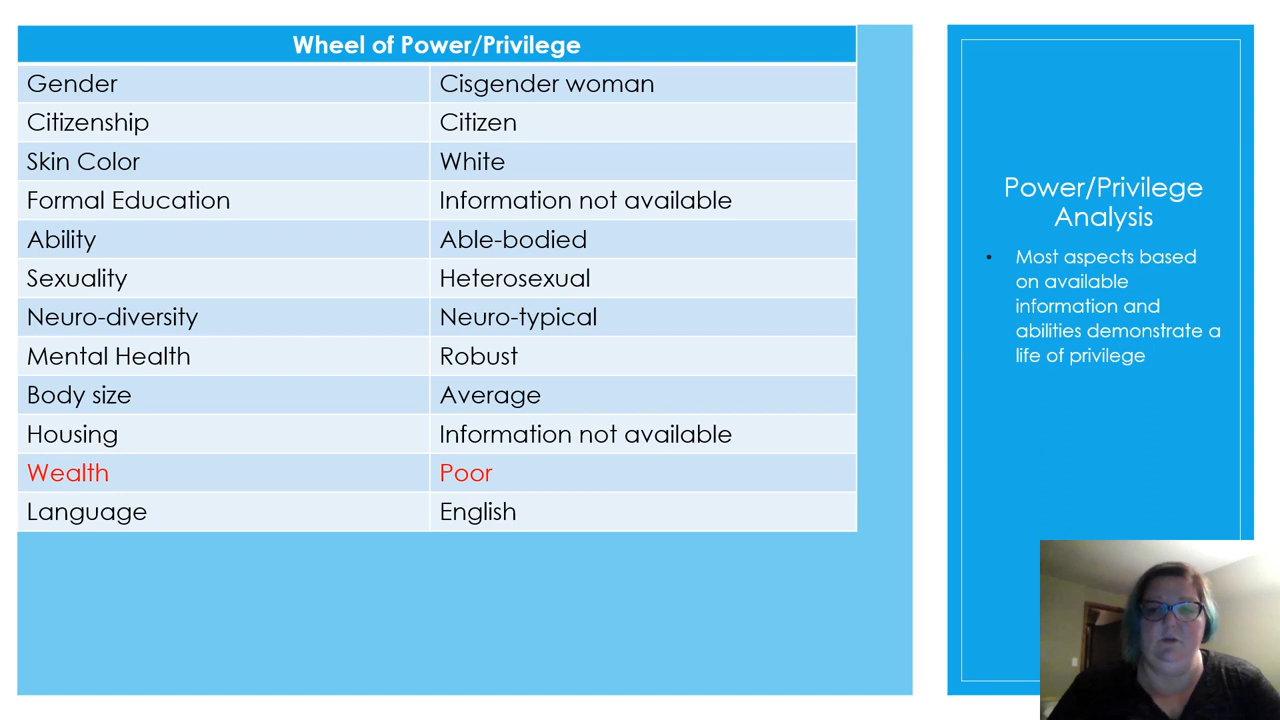 Wheel of Power/Privilege
Gender Cisgender woman
Citizenship Citizen
Skin Color White
Formal Education Information not available
Ability Able-bodied
Sexuality Heterosexual
Neuro-diversity Neuro-typical
Mental Health Robust
Body size Average
Housing Information not available
Wealth Poor
Language English
Power/Privilege
Analysis
• Most aspects based
on available
information and
abilities demonstrate a
life of privilege